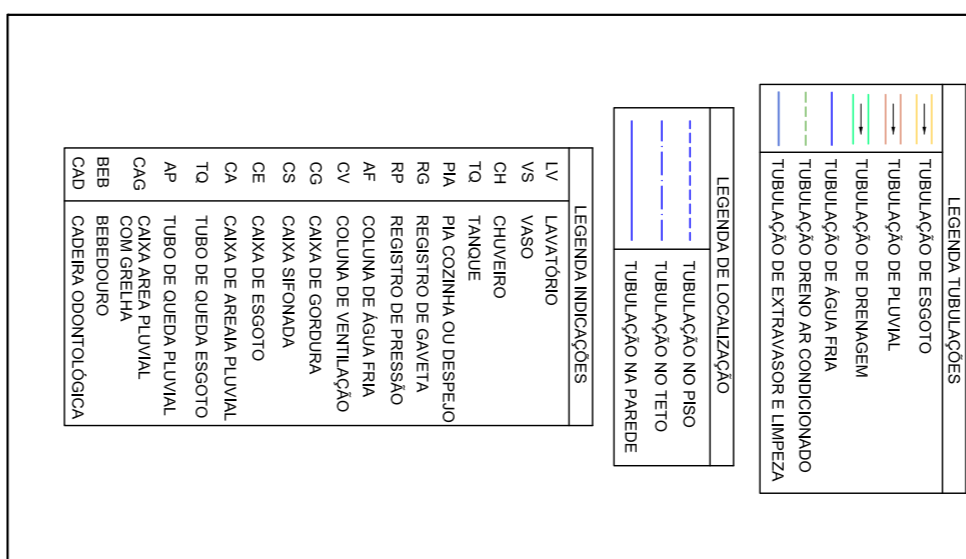 LEGENDA TUBULAÇÕES
TUBULAÇÃO DE ESGOTO
TUBULAÇÃO DE PLUVIAL
TUBULAÇÃO DE DRENAGEM
TUBULAÇÃO DE ÁGUA FRIA
TUBULAÇÃO DRENO AR CONDICIONADO
TUBULAÇÃO DE EXTRAVASOR E LIMPEZA
LEGENDA DE LOCALIZAÇÃO
TUBULAÇÃO NO PISO
TUBULAÇÃO NO TETO
TUBULAÇÃO NA PAREDE
LEGENDA INDICAÇÕES
LV LAVATÓRIO
VS VASO
CH CHUVEIRO
TQ TANQUE
PIA PIA COZINHA OU DESPEJO
RG REGISTRO DE GAVETA
RP REGISTRO DE PRESSÃO
AF COLUNA DE ÁGUA FRIA
CV COLUNA DE VENTILAÇÃO
CG CAIXA DE GORDURA
CS CAIXA SIFONADA
CE CAIXA DE ESGOTO
CA CAIXA DE AREAIA PLUVIAL
TQ TUBO DE QUEDA ESGOTO
AP TUBO DE QUEDA PLUVIAL
CAG CAIXA AREA PLUVIAL
COM GRELHA
BEB BEBEDOURO
CAD CADEIRA ODONTOLÓGICA